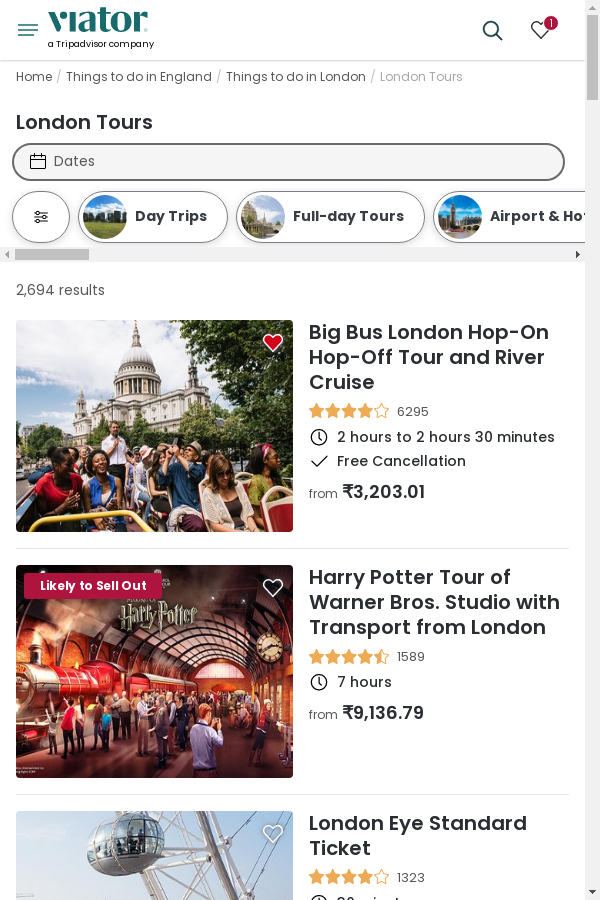 viator
1
a Tripadvisor company
Home / Things to do in England / Things to do in London / London Tours
London Tours
Dates
Day Trips
Full-day Tours
Airport & Ho
2,694 results
Big Bus London Hop-On
Hop-Off Tour and River
Cruise
6295
2 hours to 2 hours 30 minutes
Free Cancellation
from ₹3,203.01
Likely to Sell Out
Harry Potter
Harry Potter Tour of
Warner Bros. Studio with
Transport from London
1589
7 hours
from ₹9,136.79
London Eye Standard
Ticket
1323